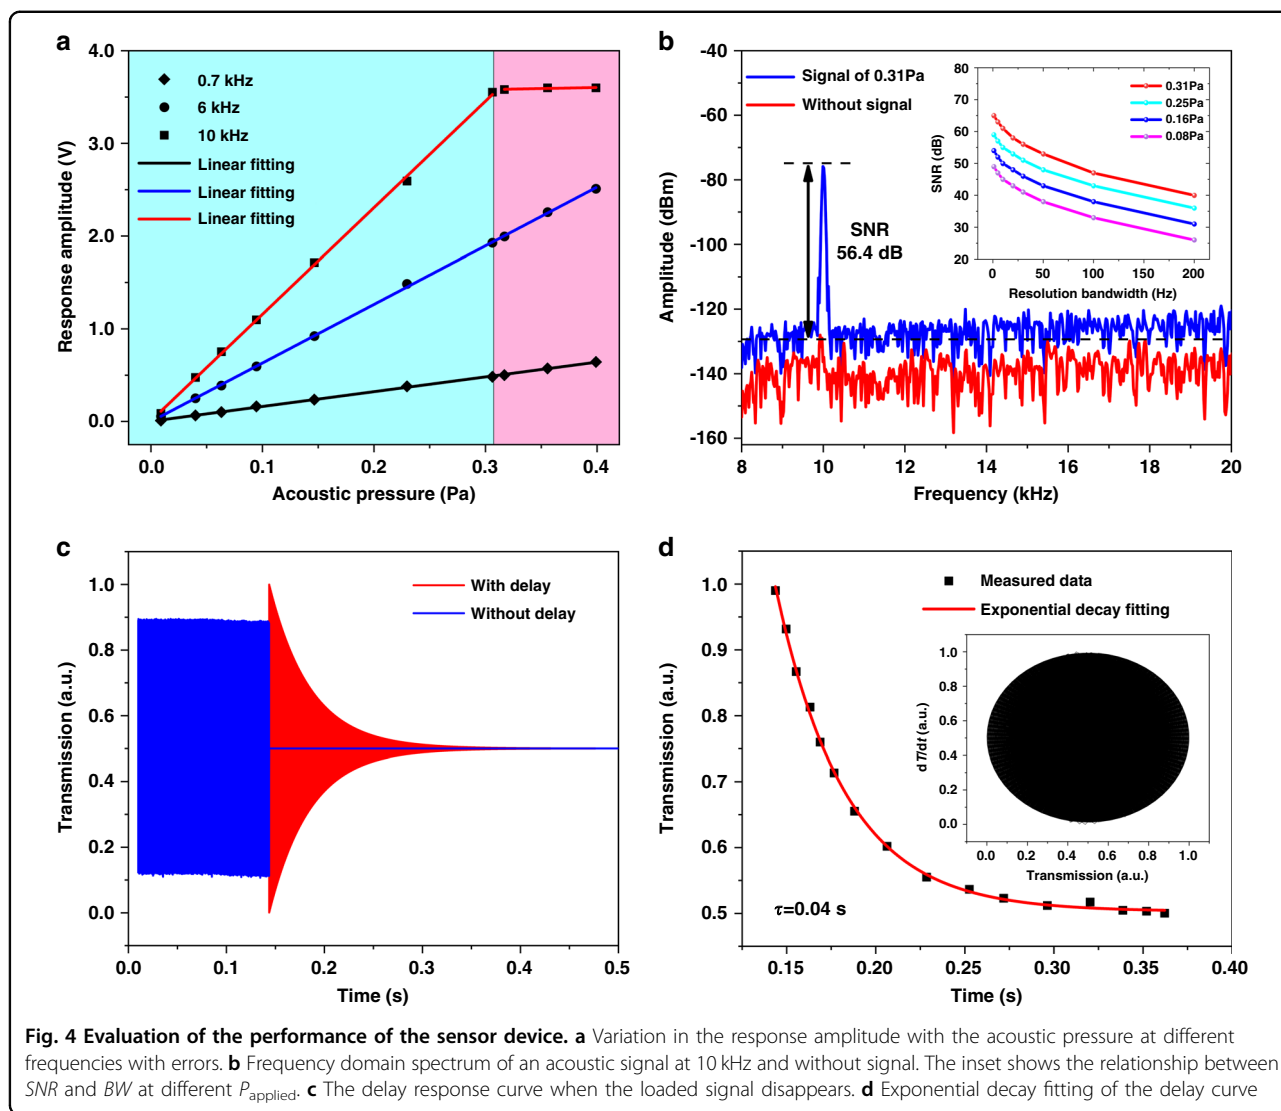 a
4.0
3.0
2.0
1.0
0.0
Response amplitude (V)
0.7 kHz
6 kHz
10 kHz
Linear fitting
Linear fitting
Linear fitting
0.0 0.1 0.2 0.3 0.4
Acoustic pressure (Pa)
b
-40
-60
-80
-100
-120
-140
-160
Amplitude (dBm)
Signal of 0.31Pa
Without signal
SNR
56.4 dB
80
70
60
50
40
30
20
SNR (dB)
0.31Pa
0.25Pa
0.16Pa
0.08Pa
0 50 100 150 200
Resolution bandwidth (Hz)
8 10 12 14 16 18 20
Frequency (kHz)
c
1.0
0.8
0.6
0.4
0.2
0.0
Transmission (a.u.)
With delay
Without delay
0.0 0.1 0.2 0.3 0.4 0.5
Time (s)
d
1.0
0.9
0.8
0.7
0.6
0.5
Transmission (a.u.)
Measured data
Exponential decay fitting
1.0
0.8
0.6
0.4
0.2
0.0
dT/dt (a.u.)
0.0 0.2 0.4 0.6 0.8 1.0
Transmission (a.u.)
τ=0.04 s
0.15 0.20 0.25 0.30 0.35 0.40
Time (s)
Fig. 4 Evaluation of the performance of the sensor device. a Variation in the response amplitude with the acoustic pressure at different
frequencies with errors. b Frequency domain spectrum of an acoustic signal at 10 kHz and without signal. The inset shows the relationship between
SNR and BW at different Papplied. c The delay response curve when the loaded signal disappears. d Exponential decay fitting of the delay curve